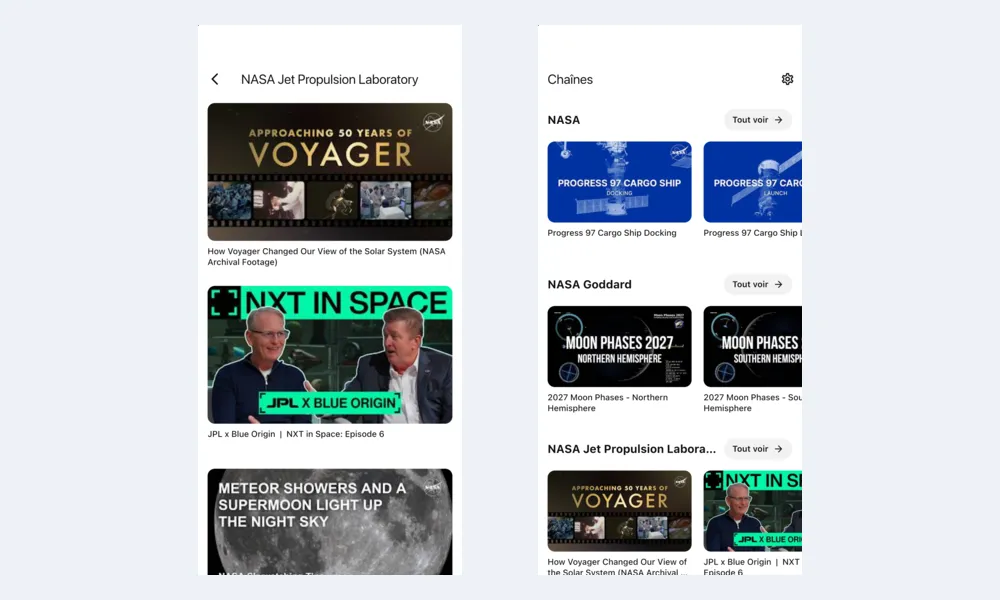 NASA Jet Propulsion Laboratory
APPROACHING 50 YEARS OF
VOYAGER
NASA
How Voyager Changed Our View of the Solar System (NASA
Archival Footage)
NXT IN SPACE
JPL X BLUE ORIGIN
JPL x Blue Origin | NXT in Space: Episode 6
METEOR SHOWERS AND A
SUPERMOON LIGHT UP
THE NIGHT SKY
Chaînes
NASA
Tout voir →
PROGRESS 97 CARGO SHIP
DOCKING
PROGRESS 97 CARG
LAUNCH
Progress 97 Cargo Ship Docking
Progress 97 Cargo Ship
NASA Goddard
Tout voir →
Moon Phases 2027
MOON PHASES 2027
NORTHERN HEMISPHERE
MOON PHASES
SOUTHERN HEMISPH
2027 Moon Phases - Northern
Hemisphere
2027 Moon Phases - Sou
Hemisphere
NASA Jet Propulsion Labora...
Tout voir →
APPROACHING 50 YEARS OF
VOYAGER
NXT IN S
JPL X BLUE ORI
How Voyager Changed Our View of
the Solar System (NASA Archival ...
JPL x Blue Origin | NXT
Episode 6